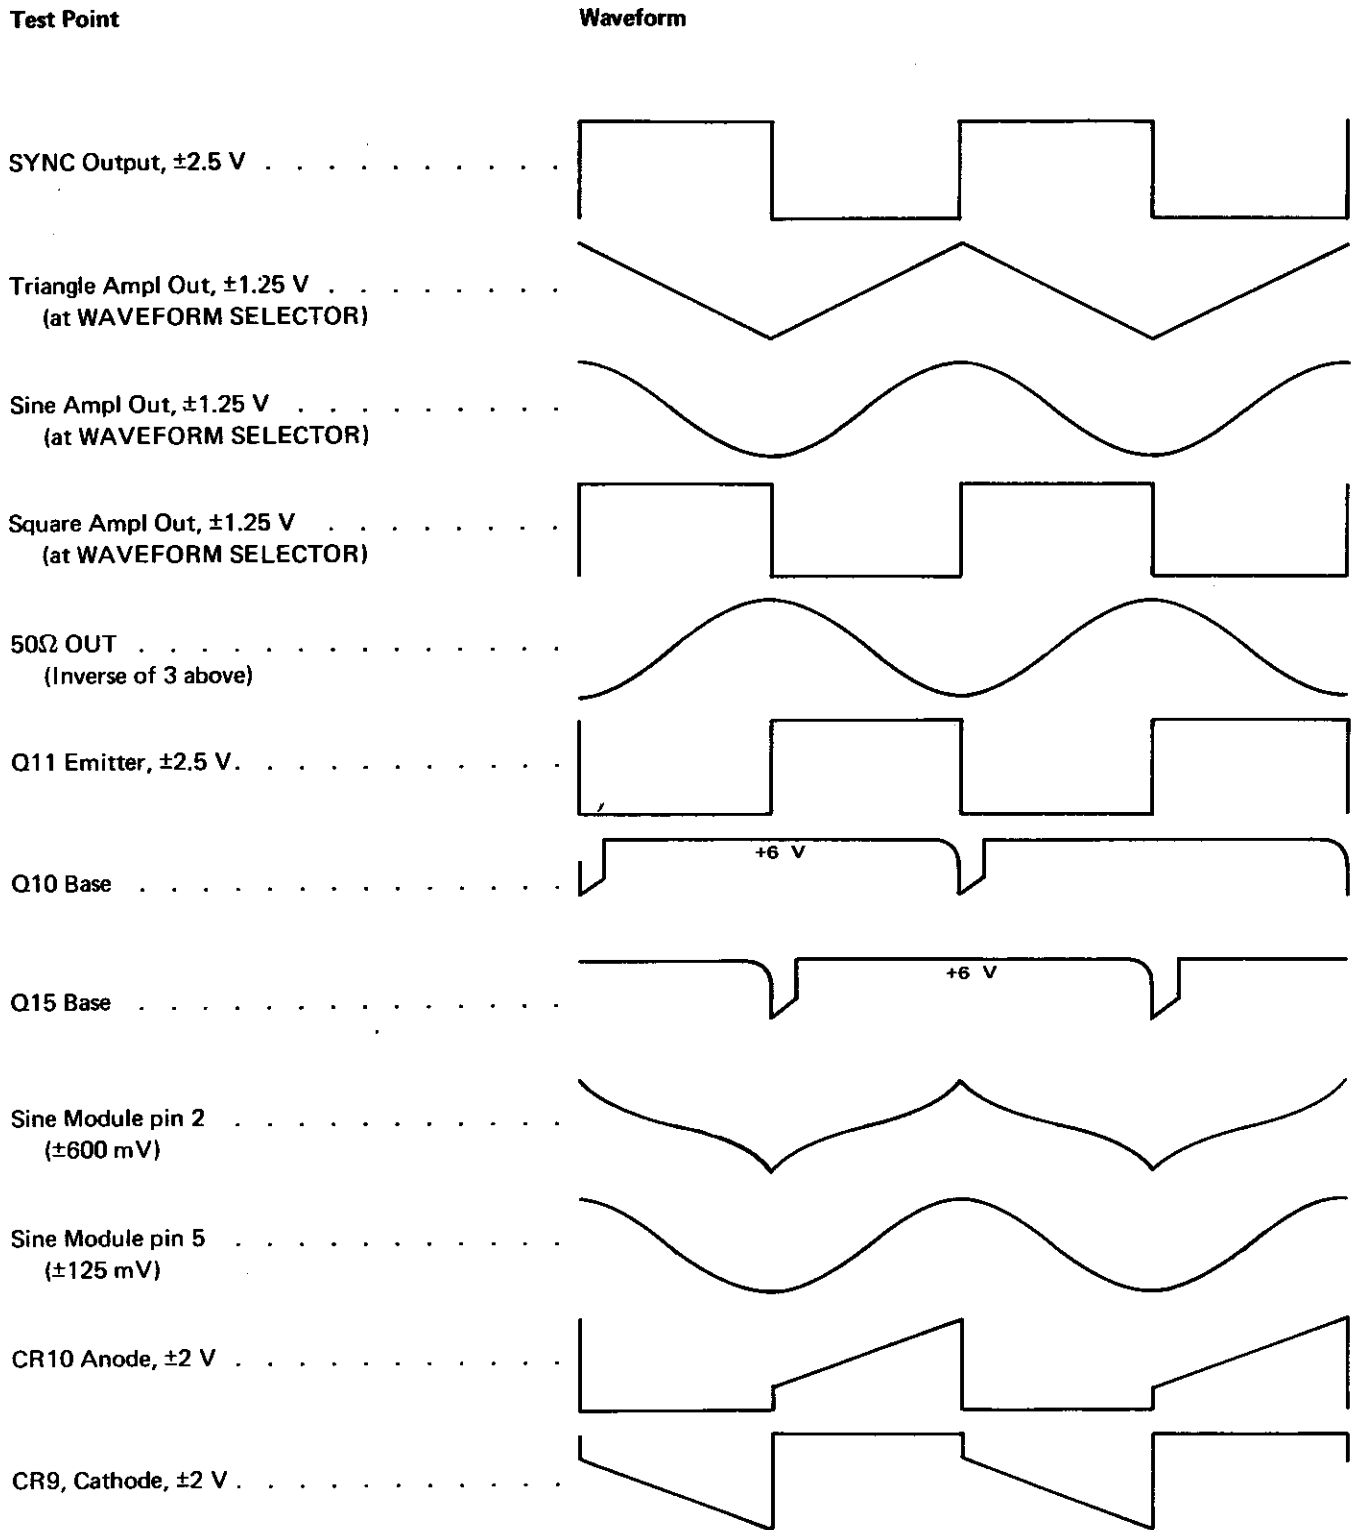 Test Point Waveform
SYNC Output, ±2.5 V . . . . . . . . . .
Triangle Ampl Out, ±1.25 V . . . . . . . .
(at WAVEFORM SELECTOR)
Sine Ampl Out, ±1.25 V . . . . . . . . .
(at WAVEFORM SELECTOR)
Square Ampl Out, ±1.25 V . . . . . . . .
(at WAVEFORM SELECTOR)
50Ω OUT . . . . . . . . . . . . . .
(Inverse of 3 above)
Q11 Emitter, ±2.5 V. . . . . . . . . . .
+6 V
Q10 Base . . . . . . . . . . . . . .
+6 V
Q15 Base . . . . . . . . . . . . . .
Sine Module pin 2 . . . . . . . . . . .
(±600 mV)
Sine Module pin 5 . . . . . . . . . . .
(±125 mV)
CR10 Anode, ±2 V . . . . . . . . . . .
CR9, Cathode, ±2 V . . . . . . . . . . .